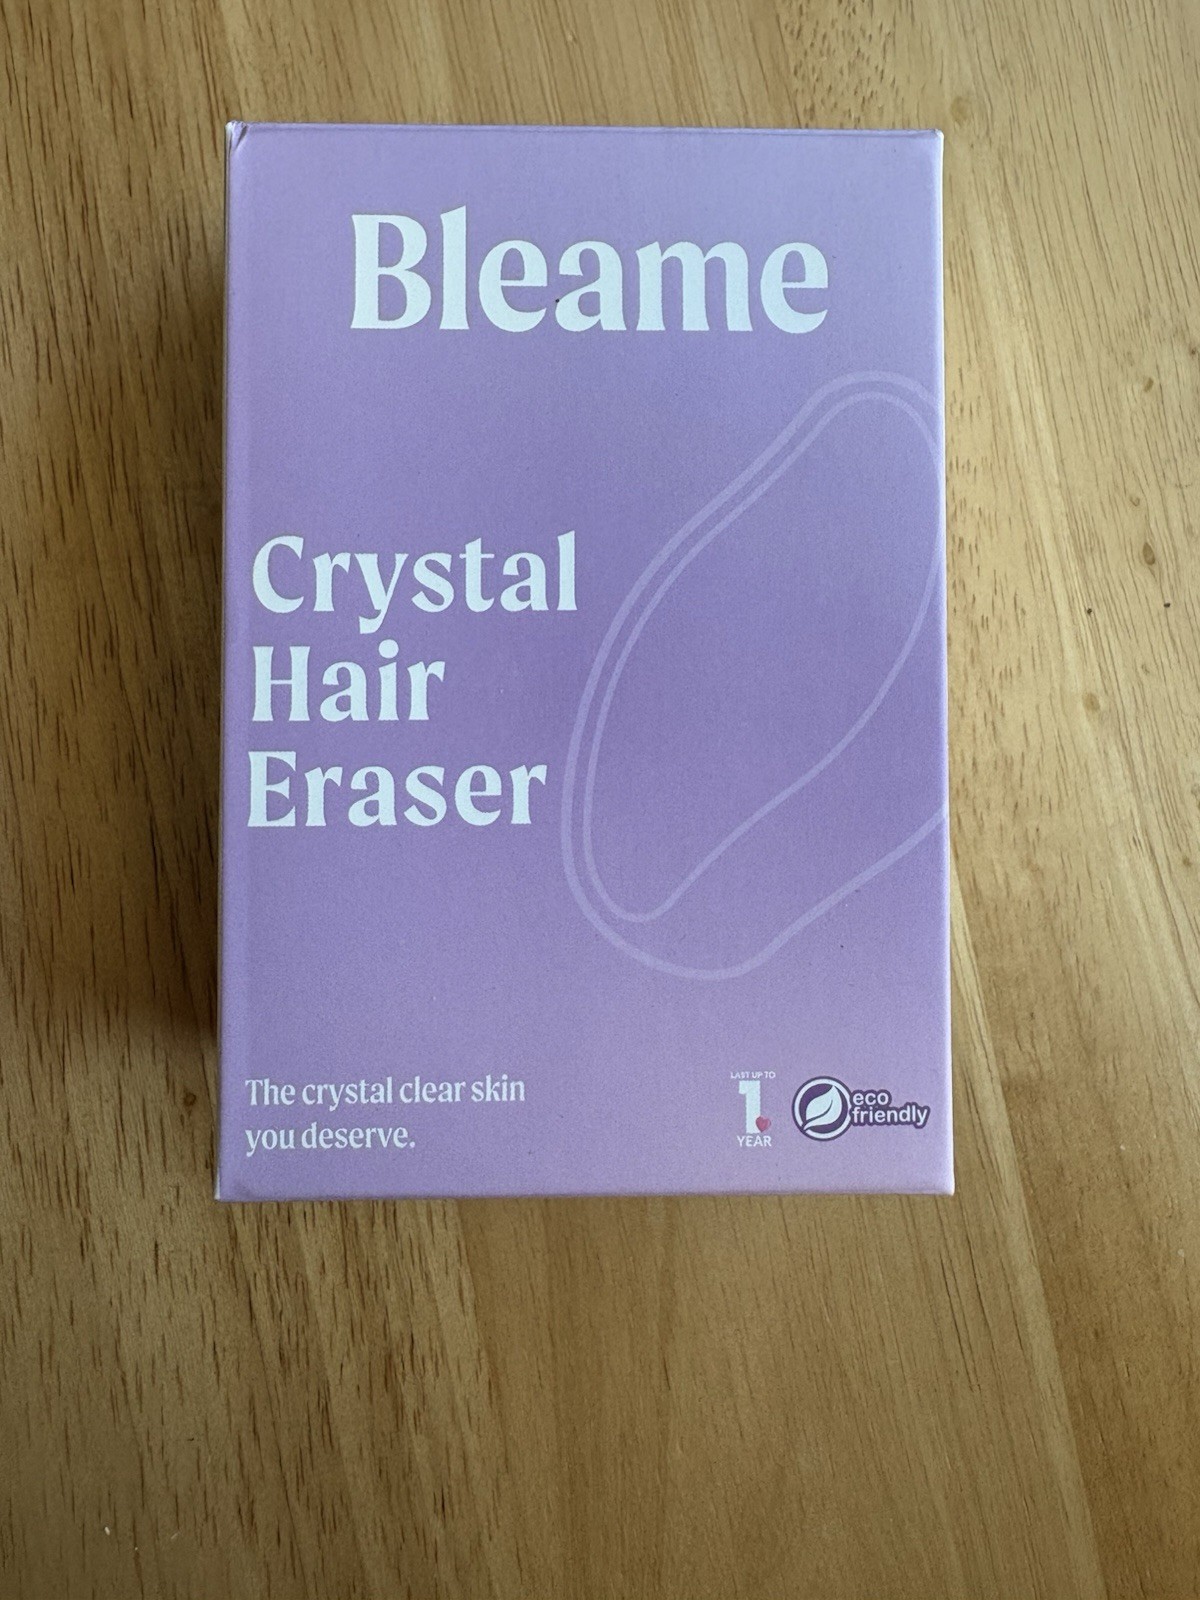 Bleame
Crystal
Hair
Eraser
The crystal clear skin
you deserve.
LAST UP TO
1
YEAR
eco
friendly